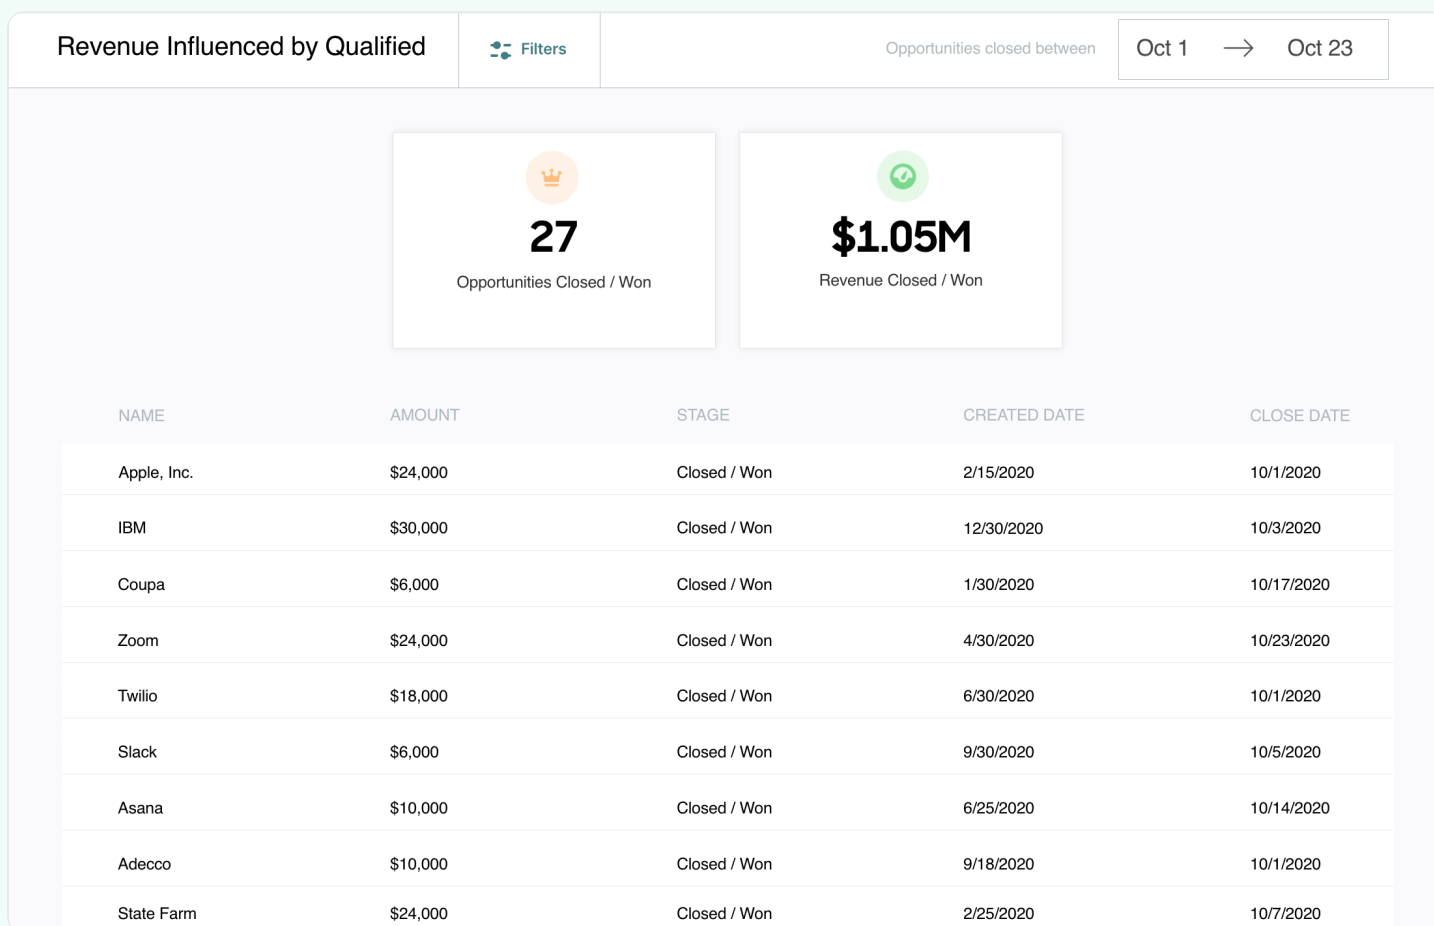 Revenue Influenced by Qualified
Filters
Opportunities closed between
Oct 1 → Oct 23
27
Opportunities Closed / Won
$1.05M
Revenue Closed / Won
NAME AMOUNT STAGE CREATED DATE CLOSE DATE
Apple, Inc. $24,000 Closed / Won 2/15/2020 10/1/2020
IBM $30,000 Closed / Won 12/30/2020 10/3/2020
Coupa $6,000 Closed / Won 1/30/2020 10/17/2020
Zoom $24,000 Closed / Won 4/30/2020 10/23/2020
Twilio $18,000 Closed / Won 6/30/2020 10/1/2020
Slack $6,000 Closed / Won 9/30/2020 10/5/2020
Asana $10,000 Closed / Won 6/25/2020 10/14/2020
Adecco $10,000 Closed / Won 9/18/2020 10/1/2020
State Farm $24,000 Closed / Won 2/25/2020 10/7/2020